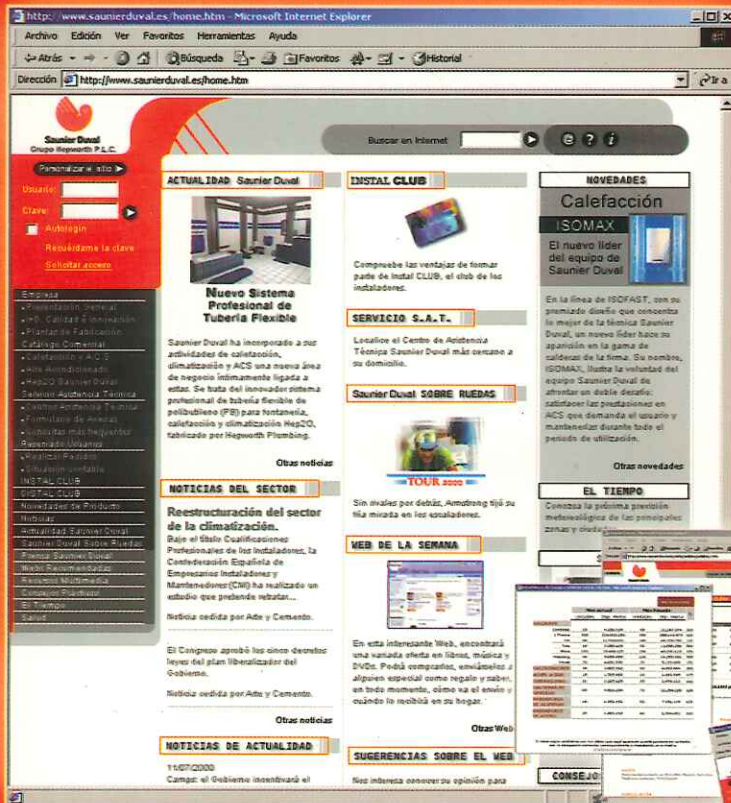 http://www.saunierduval.es/home.htm - Microsoft Internet Explorer
Archivo Edición Ver Favoritos Herramientas Ayuda
Atrás Búsqueda Favoritos Historial
Dirección http://www.saunierduval.es/home.htm Ir a
Saunier Duval
Grupo Hepworth P.L.C.
Buscar en Internet
Personalizar el sitio
Usuario:
Clave:
Autologin
Recuérdame la clave
Solicitar acceso
Empresa
Presentación General
I+D, Calidad e Innovación
Plantas de Fabricación
Catálogo Comercial
Calefacción y A.C.S
Aire Acondicionado
Hep2O Saunier Duval
Servicio Asistencia Técnica
Centros Asistencia Técnica
Formulario de Averías
Consultas más frecuentes
Reservado Usuarios
Realizar Pedidos
Situación contable
INSTAL CLUB
DISTAL CLUB
Novedades de Producto
Noticias
Actualidad Saunier Duval
Saunier Duval Sobre Ruedas
Prensa Saunier Duval
Webs Recomendadas
Recursos Multimedia
Consejos Prácticos
El Tiempo
Salud
ACTUALIDAD Saunier Duval
Nuevo Sistema
Profesional de
Tubería Flexible
Saunier Duval ha incorporado a sus
actividades de calefacción,
climatización y ACS una nueva área
de negocio íntimamente ligada a
estas. Se trata del innovador sistema
profesional de tubería flexible de
polibutileno (PB) para fontanería,
calefacción y climatización Hep2O,
fabricado por Hepworth Plumbing.
Otras noticias
NOTICIAS DEL SECTOR
Reestructuración del sector
de la climatización.
Bajo el título Cualificaciones
Profesionales de los Instaladores, la
Confederación Española de
Empresarios Instaladores y
Mantenedores (CNI) ha realizado un
estudio que pretende retratar...
Noticia cedida por Arte y Cemento.
El Congreso aprobó los cinco decretos
leyes del plan liberalizador del
Gobierno.
Noticia cedida por Arte y Cemento.
Otras noticias
NOTICIAS DE ACTUALIDAD
11/07/2000
Camps: el Gobierno incentivará el
INSTAL CLUB
Compruebe las ventajas de formar
parte de Instal CLUB, el club de los
instaladores.
SERVICIO S.A.T.
Localice el Centro de Asistencia
Técnica Saunier Duval más cercano a
su domicilio.
Saunier Duval SOBRE RUEDAS
TOUR 2000
Sin rivales por detrás, Armstrong fijó su
fría mirada en los escaladores.
WEB DE LA SEMANA
En esta interesante Web, encontrará
una variada oferta en libros, música y
DVDs. Podrá comprarlos, enviárselos a
alguien especial como regalo y saber,
en todo momento, cómo va el envío y
cuándo lo recibirá en su hogar.
Otras Web
SUGERENCIAS SOBRE EL WEB
Nos interesa conocer su opinión para
NOVEDADES
Calefacción
ISOMAX
El nuevo líder
del equipo de
Saunier Duval
En la línea de ISOFAST, con su
premiado diseño que concentra
lo mejor de la técnica Saunier
Duval, un nuevo líder hace su
aparición en la gama de
calderas de la firma. Su nombre,
ISOMAX, ilustra la voluntad del
equipo Saunier Duval de
afrontar un doble desafío:
satisfacer las prestaciones en
ACS que demanda el usuario y
mantenerlas durante todo el
periodo de utilización.
Otras novedades
EL TIEMPO
Conozca la próxima previsión
meteorológica de las principales
zonas y ciudades
CONSEJO